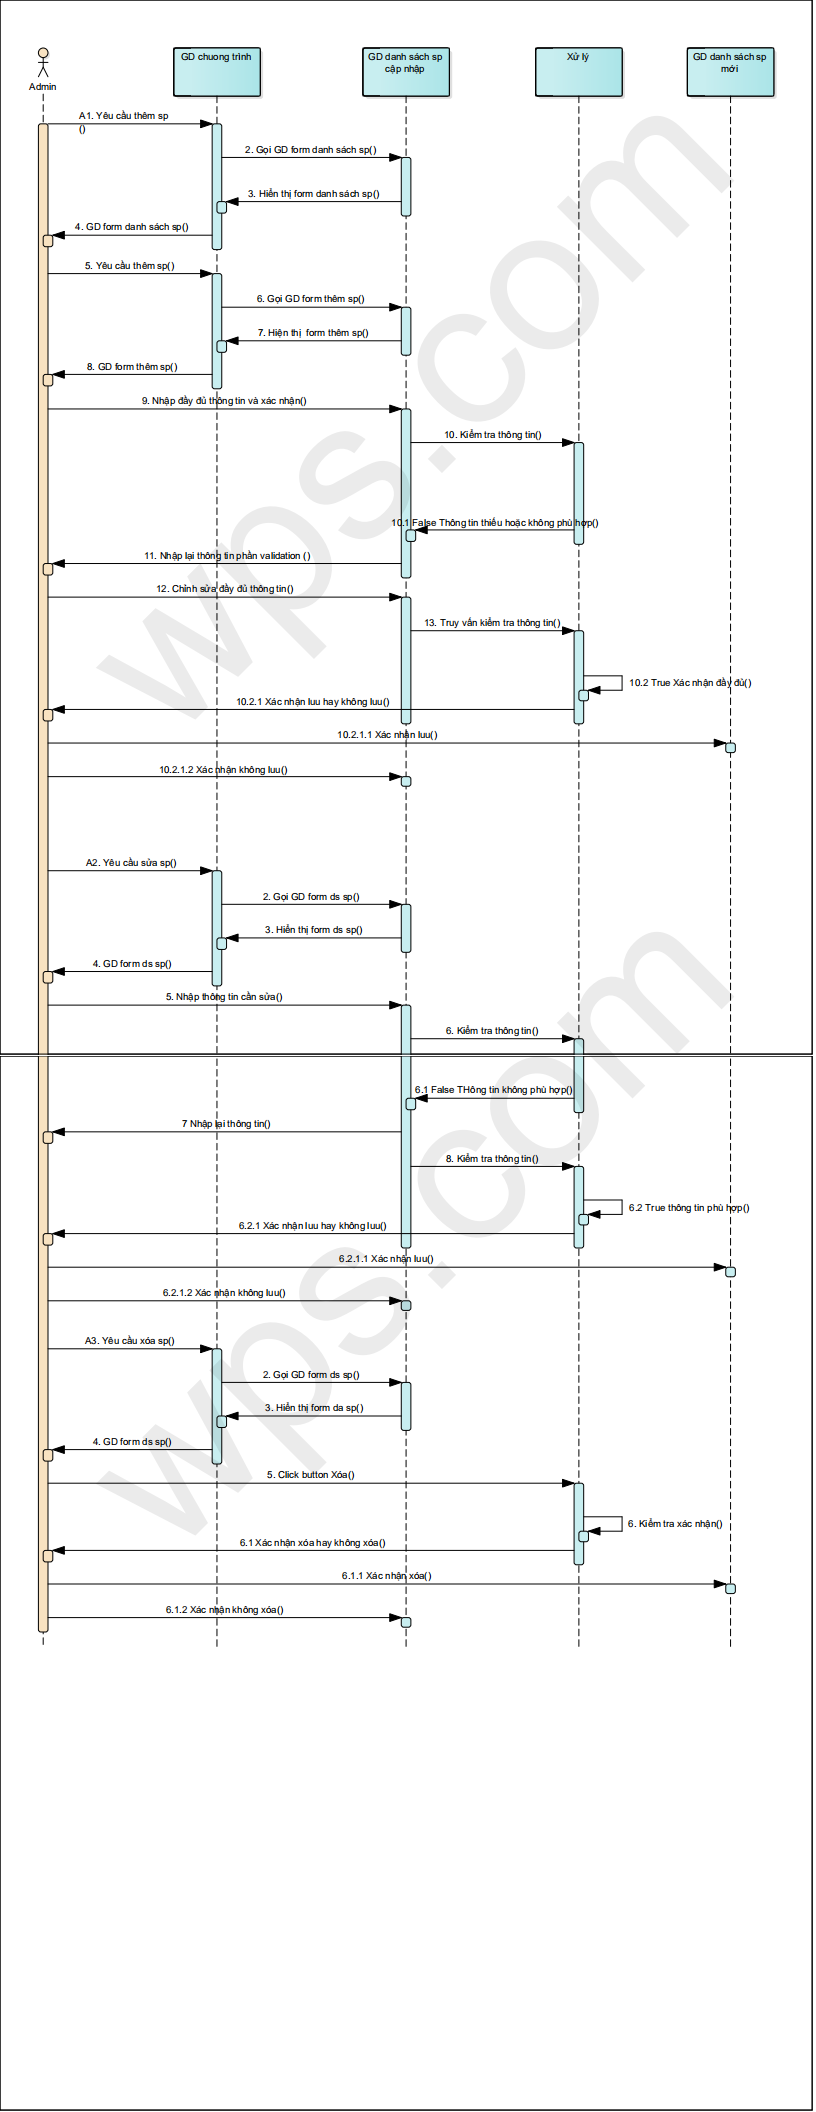 Admin
GD chuong trình
GD danh sách sp
cập nhập
Xử lý
GD danh sách sp
mới
A1. Yêu cầu thêm sp
()
2. Gọi GD form danh sách sp()
3. Hiển thị form danh sách sp()
4. GD form danh sách sp()
5. Yêu cầu thêm sp()
6. Gọi GD form thêm sp()
7. Hiện thị  form thêm sp()
8. GD form thêm sp()
9. Nhập đầy đủ thông tin và xác nhận()
10. Kiểm tra thông tin()
10.1 False Thông tin thiếu hoặc không phù hợp()
11. Nhập lại thông tin phần validation ()
12. Chỉnh sửa đầy đủ thông tin()
13. Truy vấn kiểm tra thông tin()
10.2 True Xác nhận đầy đủ()
10.2.1 Xác nhận luu hay không luu()
10.2.1.1 Xác nhân luu()
10.2.1.2 Xác nhận không luu()
A2. Yêu cầu sửa sp()
2. Gọi GD form ds sp()
3. Hiển thị form ds sp()
4. GD form ds sp()
5. Nhập thông tin cần sửa()
6. Kiểm tra thông tin()
6.1 False THông tin không phù hợp()
7 Nhập lại thông tin()
8. Kiểm tra thông tin()
6.2 True thông tin phù hợp()
6.2.1 Xác nhận luu hay không luu()
6.2.1.1 Xác nhận luu()
6.2.1.2 Xác nhận không luu()
A3. Yêu cầu xóa sp()
2. Gọi GD form ds sp()
3. Hiển thị form da sp()
4. GD form ds sp()
5. Click button Xóa()
6. Kiểm tra xác nhận()
6.1 Xác nhận xóa hay không xóa()
6.1.1 Xác nhận xóa()
6.1.2 Xác nhận không xóa()
wps.com
wps.com